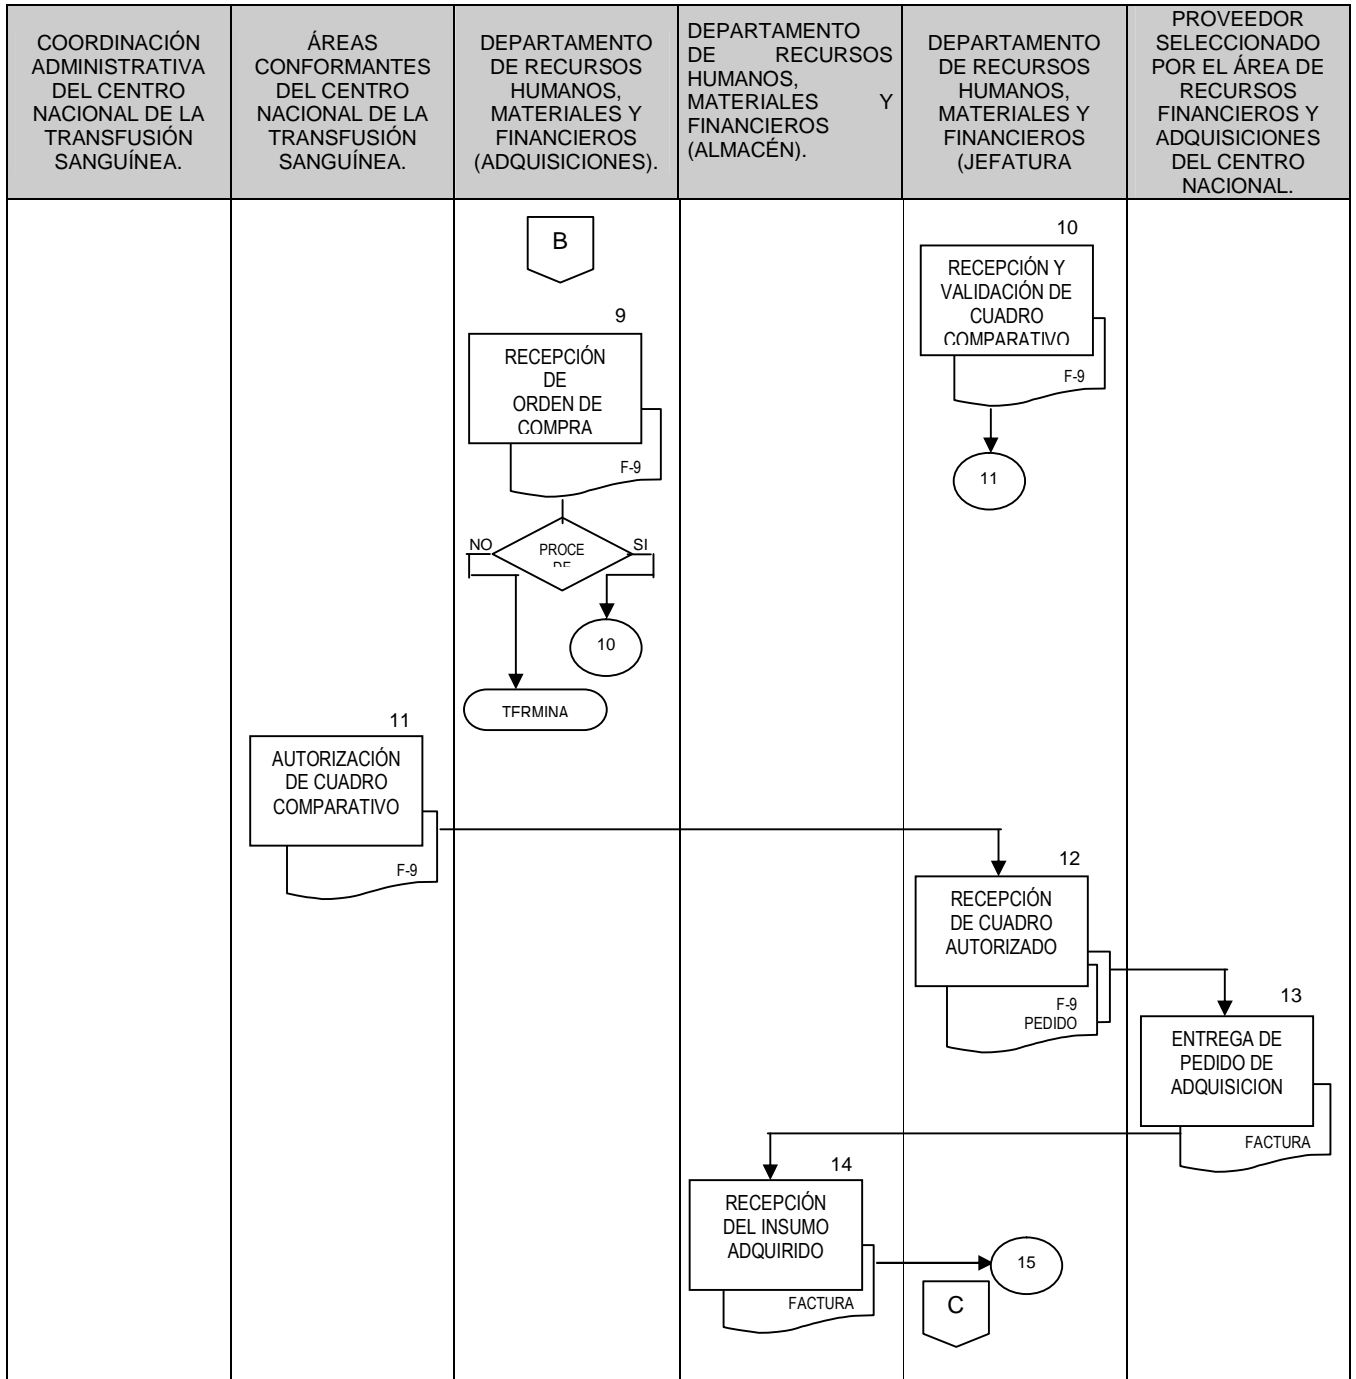 COORDINACIÓN
ADMINISTRATIVA
DEL CENTRO
NACIONAL DE LA
TRANSFUSIÓN
SANGUÍNEA.
ÁREAS
CONFORMANTES
DEL CENTRO
NACIONAL DE LA
TRANSFUSIÓN
SANGUÍNEA.
DEPARTAMENTO
DE RECURSOS
HUMANOS,
MATERIALES Y
FINANCIEROS
(ADQUISICIONES).
DEPARTAMENTO
DE RECURSOS
HUMANOS,
MATERIALES Y
FINANCIEROS
(ALMACÉN).
DEPARTAMENTO
DE RECURSOS
HUMANOS,
MATERIALES Y
FINANCIEROS
(JEFATURA
PROVEEDOR
SELECCIONADO
POR EL ÁREA DE
RECURSOS
FINANCIEROS Y
ADQUISICIONES
DEL CENTRO
NACIONAL.
B
10
RECEPCIÓN Y
VALIDACIÓN DE
CUADRO
COMPARATIVO
F-9
11
9
RECEPCIÓN
DE
ORDEN DE
COMPRA
F-9
NO
PROCE
DE
SI
10
TERMINA
11
AUTORIZACIÓN
DE CUADRO
COMPARATIVO
F-9
12
RECEPCIÓN
DE CUADRO
AUTORIZADO
F-9
PEDIDO
13
ENTREGA DE
PEDIDO DE
ADQUISICION
FACTURA
14
RECEPCIÓN
DEL INSUMO
ADQUIRIDO
FACTURA
15
C